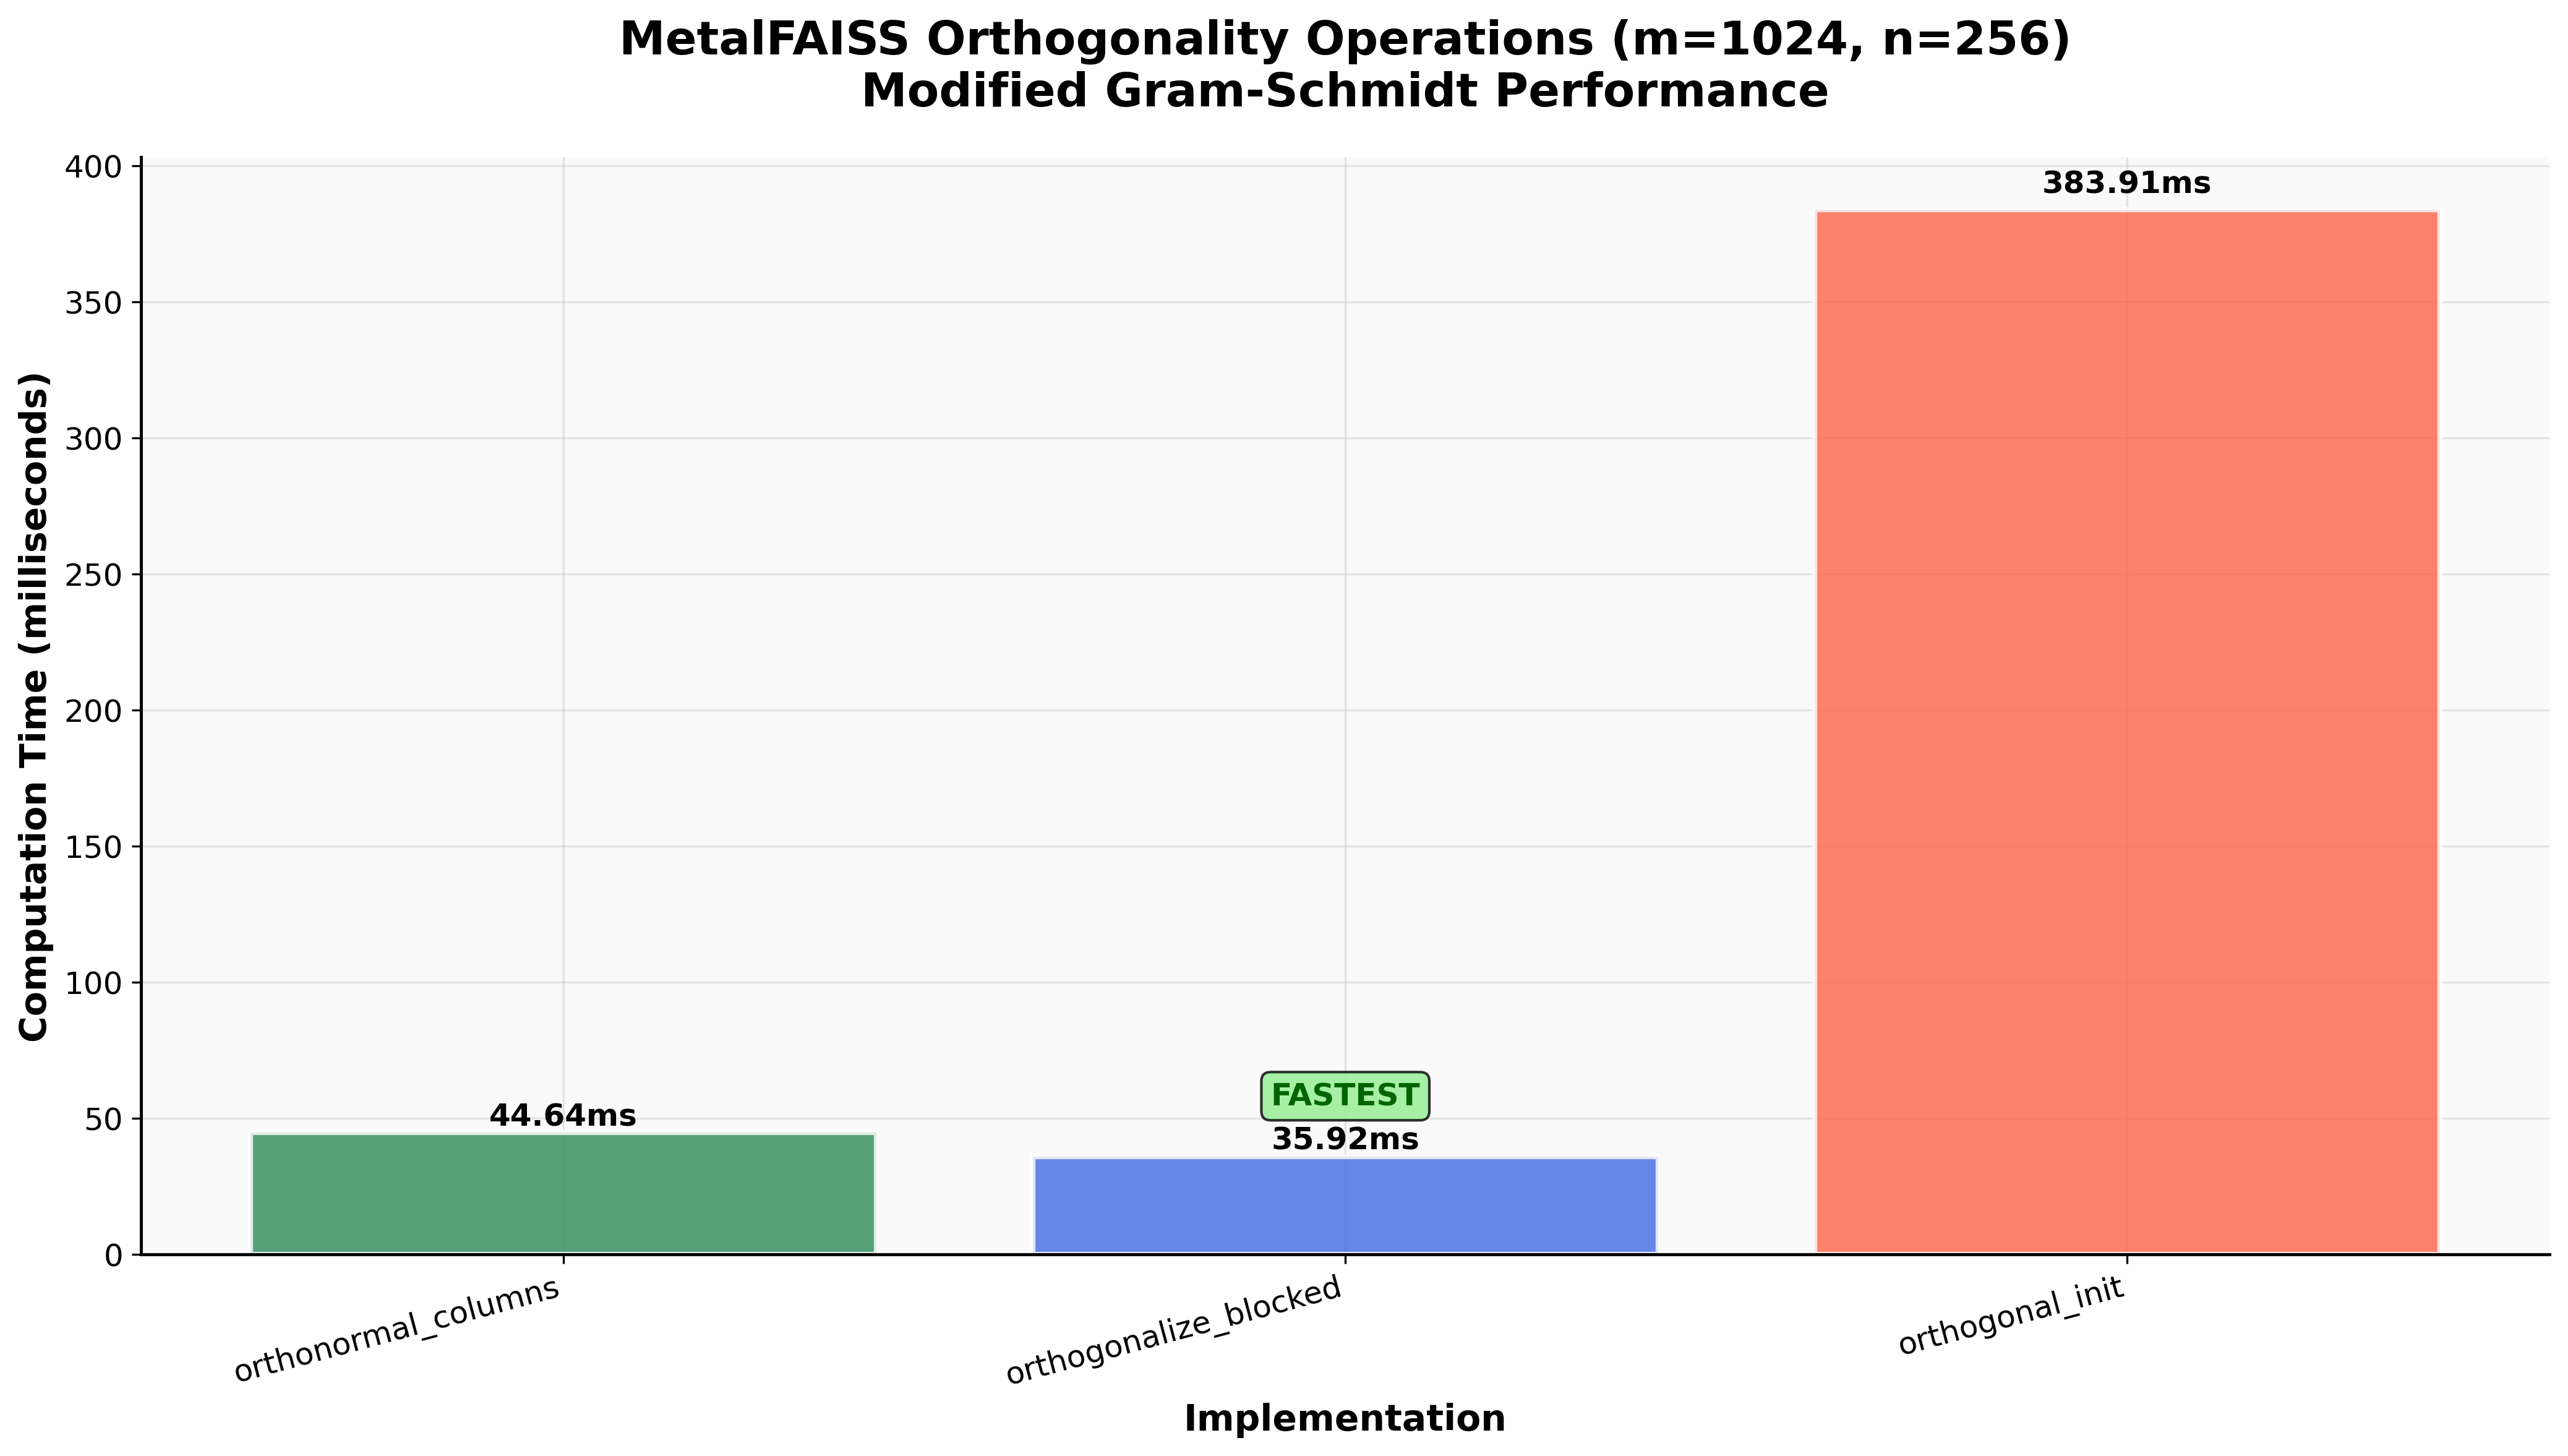 MetalFAISS Orthogonality Operations (m=1024, n=256)
Modified Gram-Schmidt Performance
Computation Time (milliseconds)
400
350
300
250
200
150
100
50
0
383.91ms
FASTEST
44.64ms
35.92ms
orthonormal_columns
orthogonalize_blocked
orthogonal_init
Implementation